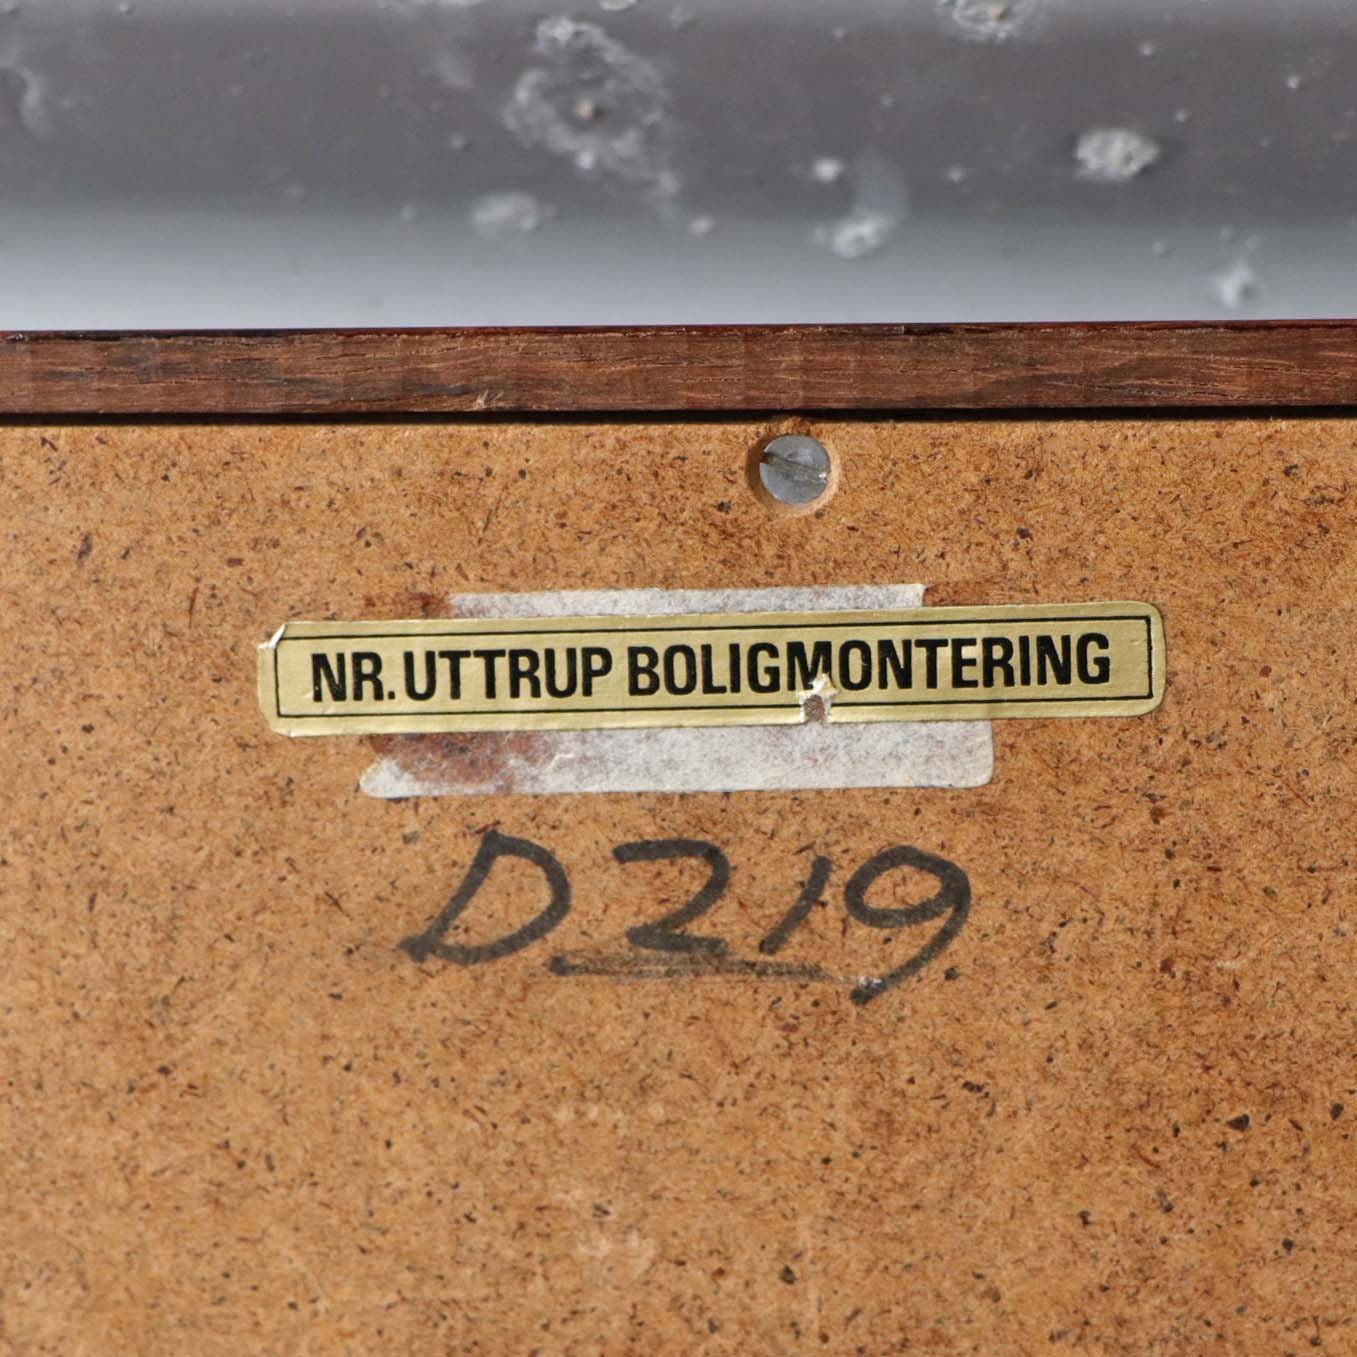 NR. UTTRUP BOLIGMONTERING
D219